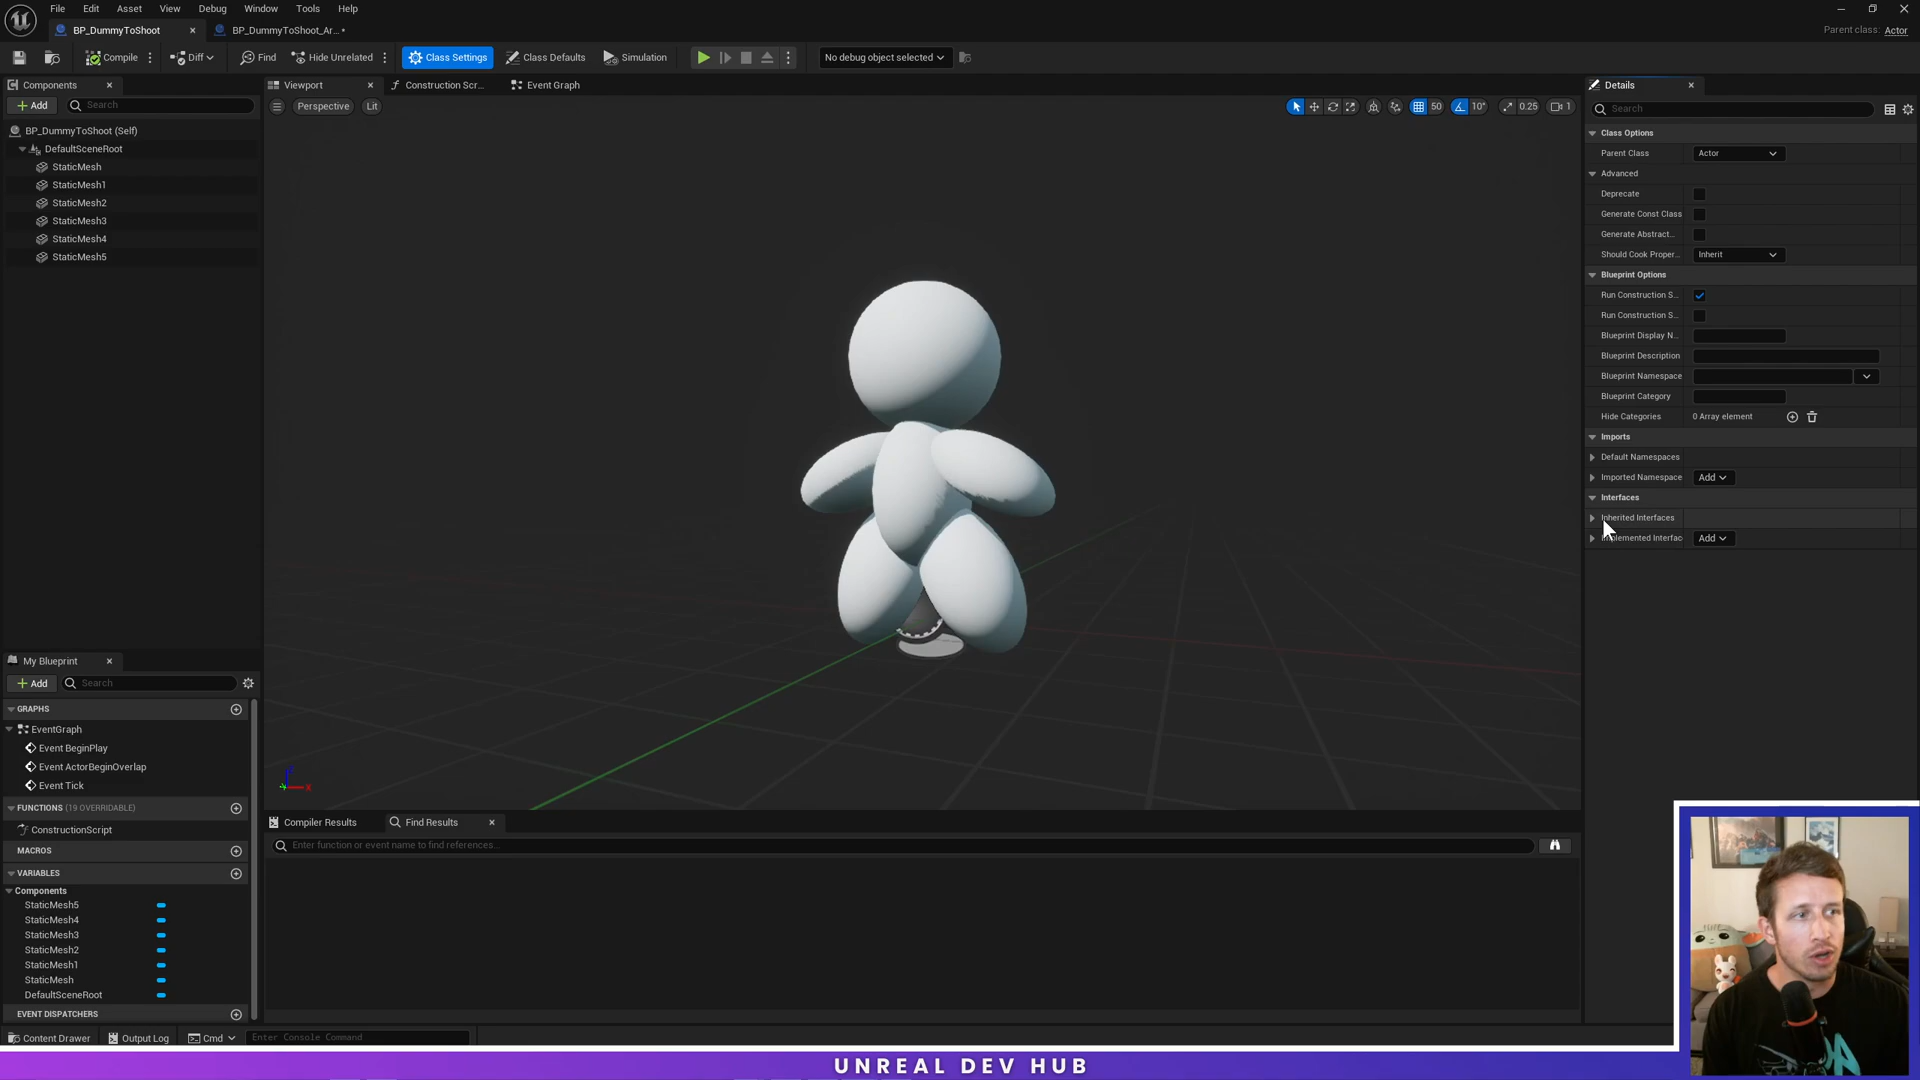 File Edit Asset View Debug Window Tools Help
BP_DummyToShoot
BP_DummyToShoot_Ar...•
Parent class: Actor
Compile
Diff
Find
Hide Unrelated
Class Settings
Class Defaults
Simulation
No debug object selected
Components
Add
Search
BP_DummyToShoot (Self)
DefaultSceneRoot
StaticMesh
StaticMesh1
StaticMesh2
StaticMesh3
StaticMesh4
StaticMesh5
Viewport
Construction Scr...
Event Graph
Perspective
Lit
50
10°
0.25
1
Details
Search
Class Options
Parent Class Actor
Advanced
Deprecate
Generate Const Class
Generate Abstract...
Should Cook Proper... Inherit
Blueprint Options
Run Construction S...
Run Construction S...
Blueprint Display N...
Blueprint Description
Blueprint Namespace
Blueprint Category
Hide Categories 0 Array element
Imports
Default Namespaces
Imported Namespace Add
Interfaces
Inherited Interfaces
Implemented Interfac Add
My Blueprint
Add
Search
GRAPHS
EventGraph
Event BeginPlay
Event ActorBeginOverlap
Event Tick
FUNCTIONS (19 OVERRIDABLE)
ConstructionScript
MACROS
VARIABLES
Components
StaticMesh5
StaticMesh4
StaticMesh3
StaticMesh2
StaticMesh1
StaticMesh
DefaultSceneRoot
EVENT DISPATCHERS
Compiler Results
Find Results
Enter function or event name to find references...
Z
X
Content Drawer
Output Log
Cmd
Enter Console Command
UNREAL DEV HUB